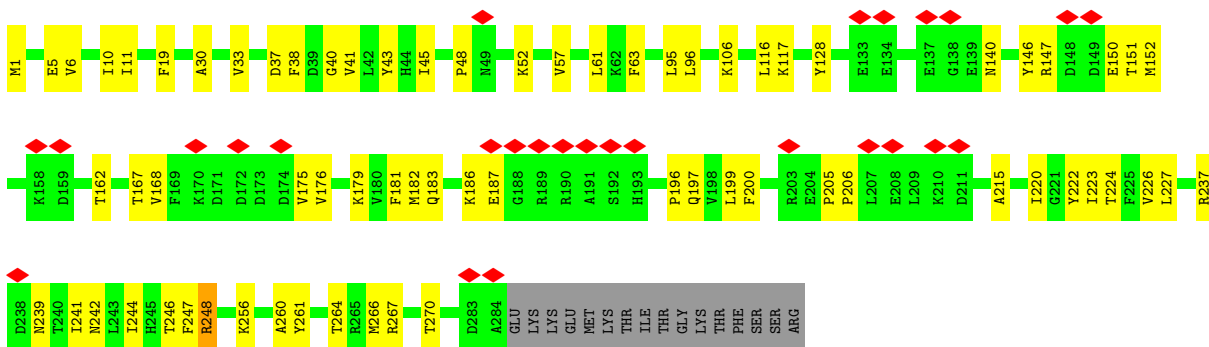 M1 E5 V6 I10 I11 F19 A30 V33 D37 F38 D39 G40 V41 L42 Y43 H44 I45 P48 N49 K52 V57 L61 K62 F63 L95 L96 K106 L116 K117 Y128 E133 E134 E137 G138 E139 N140 Y146 R147 D148 D149 E150 T151 M152
K158 D159 T162 T167 V168 F169 K170 D171 D172 D173 D174 V175 V176 K179 V180 F181 M182 Q183 K186 E187 G188 R189 R190 A191 S192 H193 P196 Q197 V198 L199 F200 R203 E204 P205 P206 L207 E208 L209 K210 D211 A215 I220 G221 Y222 I223 T224 F225 V226 L227 R237
D238 N239 T240 I241 N242 L243 I244 H245 T246 F247 R248 K256 A260 Y261 T264 R265 M266 R267 T270 D283 A284 GLU LYS LYS GLU MET LYS THR ILE THR GLY LYS THR PHE SER SER ARG